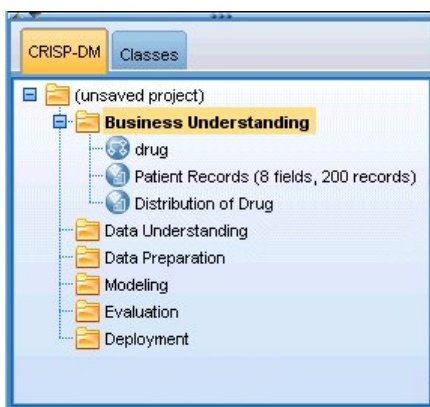 CRISP-DM Classes
(unsaved project)
Business Understanding
drug
Patient Records (8 fields, 200 records)
Distribution of Drug
Data Understanding
Data Preparation
Modeling
Evaluation
Deployment